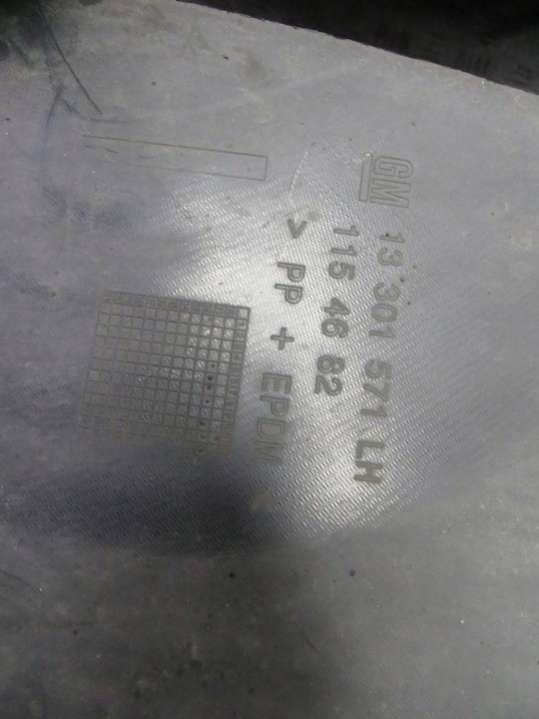 GM 13 301 571 LH
115 46 82
> PP + EPDM <